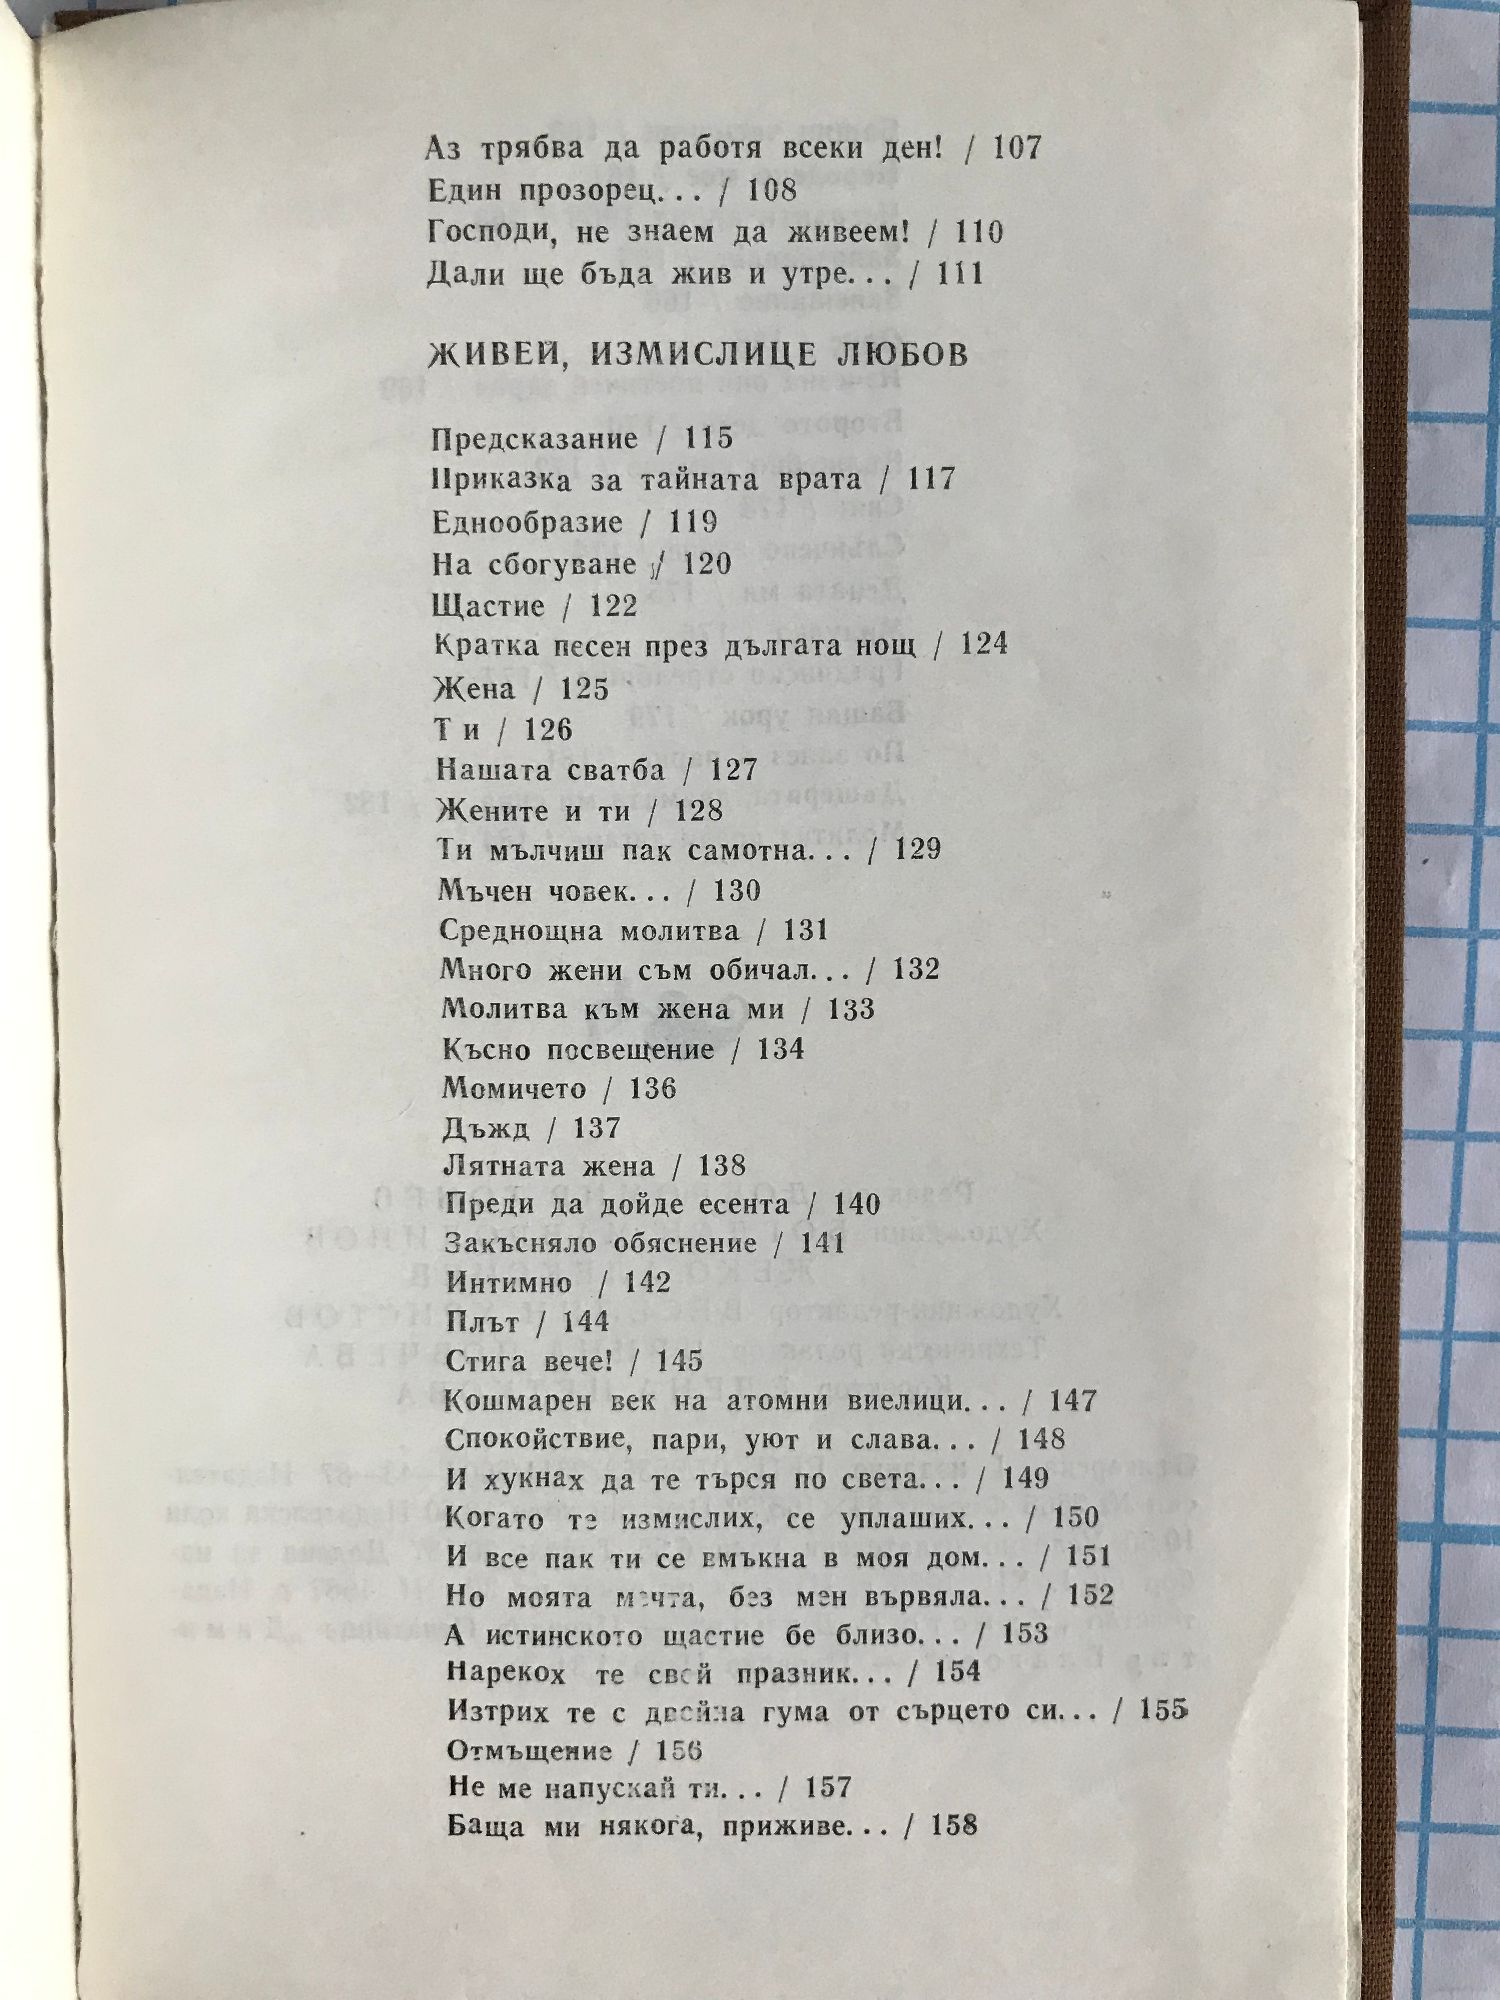 Аз трябва да работя всеки ден! / 107
Един прозорец... / 108
Господи, не знаем да живеем! / 110
Дали ще бъда жив и утре... / 111
ЖИВЕЙ, ИЗМИСЛИЦЕ ЛЮБОВ
Предсказание / 115
Приказка за тайната врата / 117
Еднообразие / 119
На сбогуване / 120
Щастие / 122
Кратка песен през дългата нощ / 124
Жена / 125
Т и / 126
Нашата сватба / 127
Жените и ти / 128
Ти мълчиш пак самотна... / 129
Мъчен човек... / 130
Среднощна молитва / 131
Много жени съм обичал... / 132
Молитва към жена ми / 133
Късно посвещение / 134
Момичето / 136
Дъжд / 137
Лятната жена / 138
Преди да дойде есента / 140
Закъсняло обяснение / 141
Интимно / 142
Плът / 144
Стига вече! / 145
Кошмарен век на атомни виелици... / 147
Спокойствие, пари, уют и слава... / 148
И хукнах да те търся по света... / 149
Когато те измислих, се уплаших... / 150
И все пак ти се вмъкна в моя дом... / 151
Но моята мечта, без мен вървяла... / 152
А истинското щастие бе близо... / 153
Нарекох те свой празник... / 154
Изтрих те с двойна гума от сърцето си... / 155
Отмъщение / 156
Не ме напускай ти... / 157
Баща ми някога, приживе... / 158